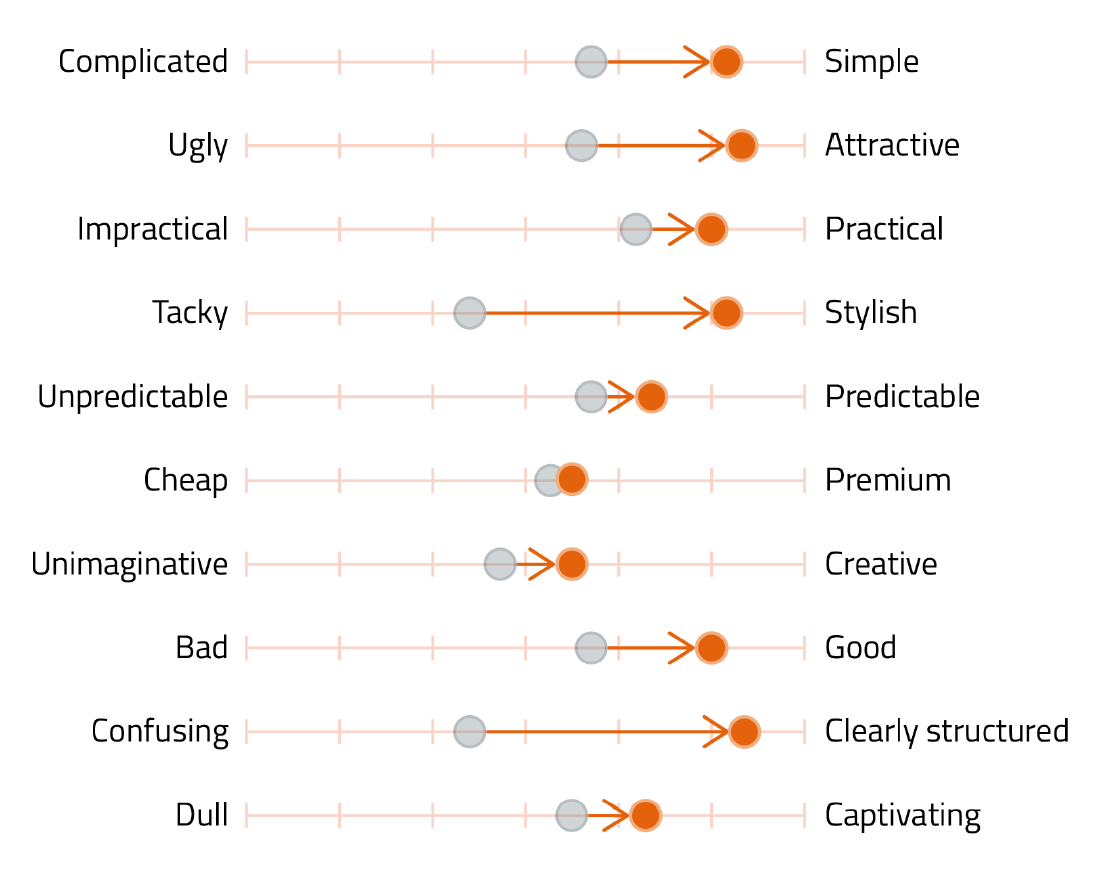 Complicated Simple
Ugly Attractive
Impractical Practical
Tacky Stylish
Unpredictable Predictable
Cheap Premium
Unimaginative Creative
Bad Good
Confusing Clearly structured
Dull Captivating